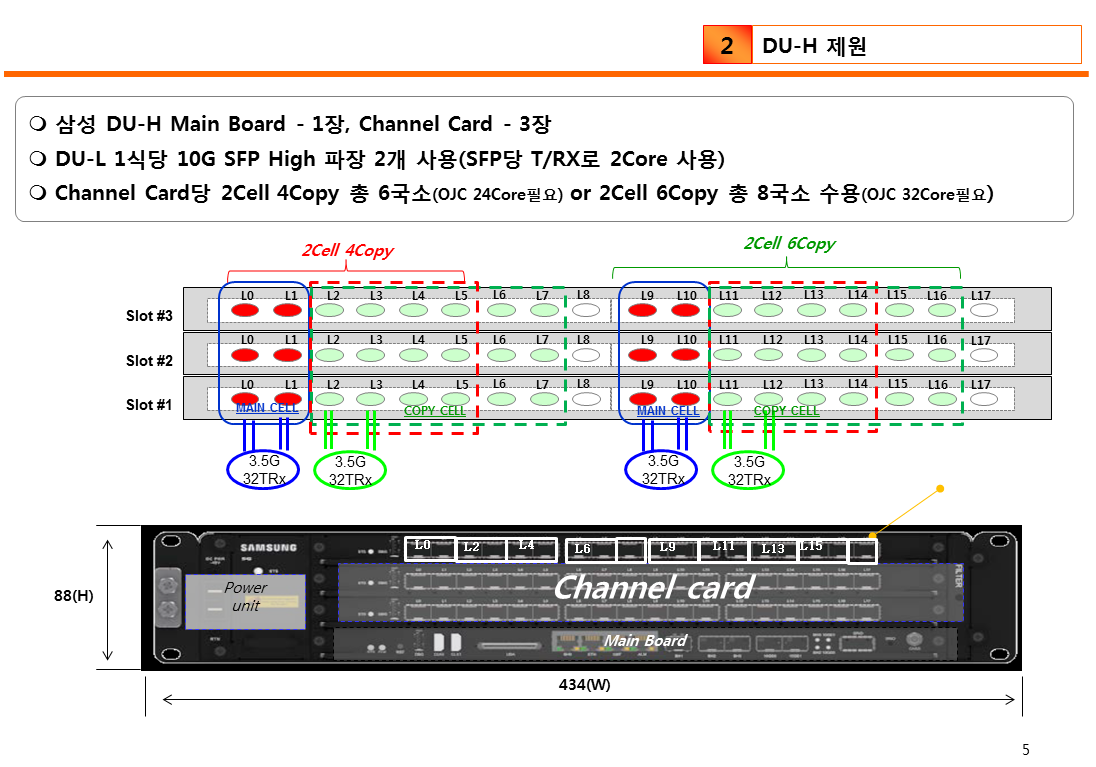 2 DU-H 제원
❍ 삼성 DU-H Main Board - 1장, Channel Card - 3장
❍ DU-L 1식당 10G SFP High 파장 2개 사용(SFP당 T/RX로 2Core 사용)
❍ Channel Card당 2Cell 4Copy 총 6국소(OJC 24Core필요) or 2Cell 6Copy 총 8국소 수용(OJC 32Core필요)
2Cell 4Copy 2Cell 6Copy
L0 L1 L2 L3 L4 L5 L6 L7 L8 L9 L10 L11 L12 L13 L14 L15 L16 L17
Slot #3
L0 L1 L2 L3 L4 L5 L6 L7 L8 L9 L10 L11 L12 L13 L14 L15 L16 L17
Slot #2
L0 L1 L2 L3 L4 L5 L6 L7 L8 L9 L10 L11 L12 L13 L14 L15 L16 L17
Slot #1
MAIN CELL COPY CELL MAIN CELL COPY CELL
3.5G 3.5G 3.5G 3.5G
32TRx 32TRx 32TRx 32TRx
SAMSUNG L0 L2 L4 L6 L9 L11 L13 L15
Power
unit
Channel card
FILTER
88(H)
Main Board
434(W)
5